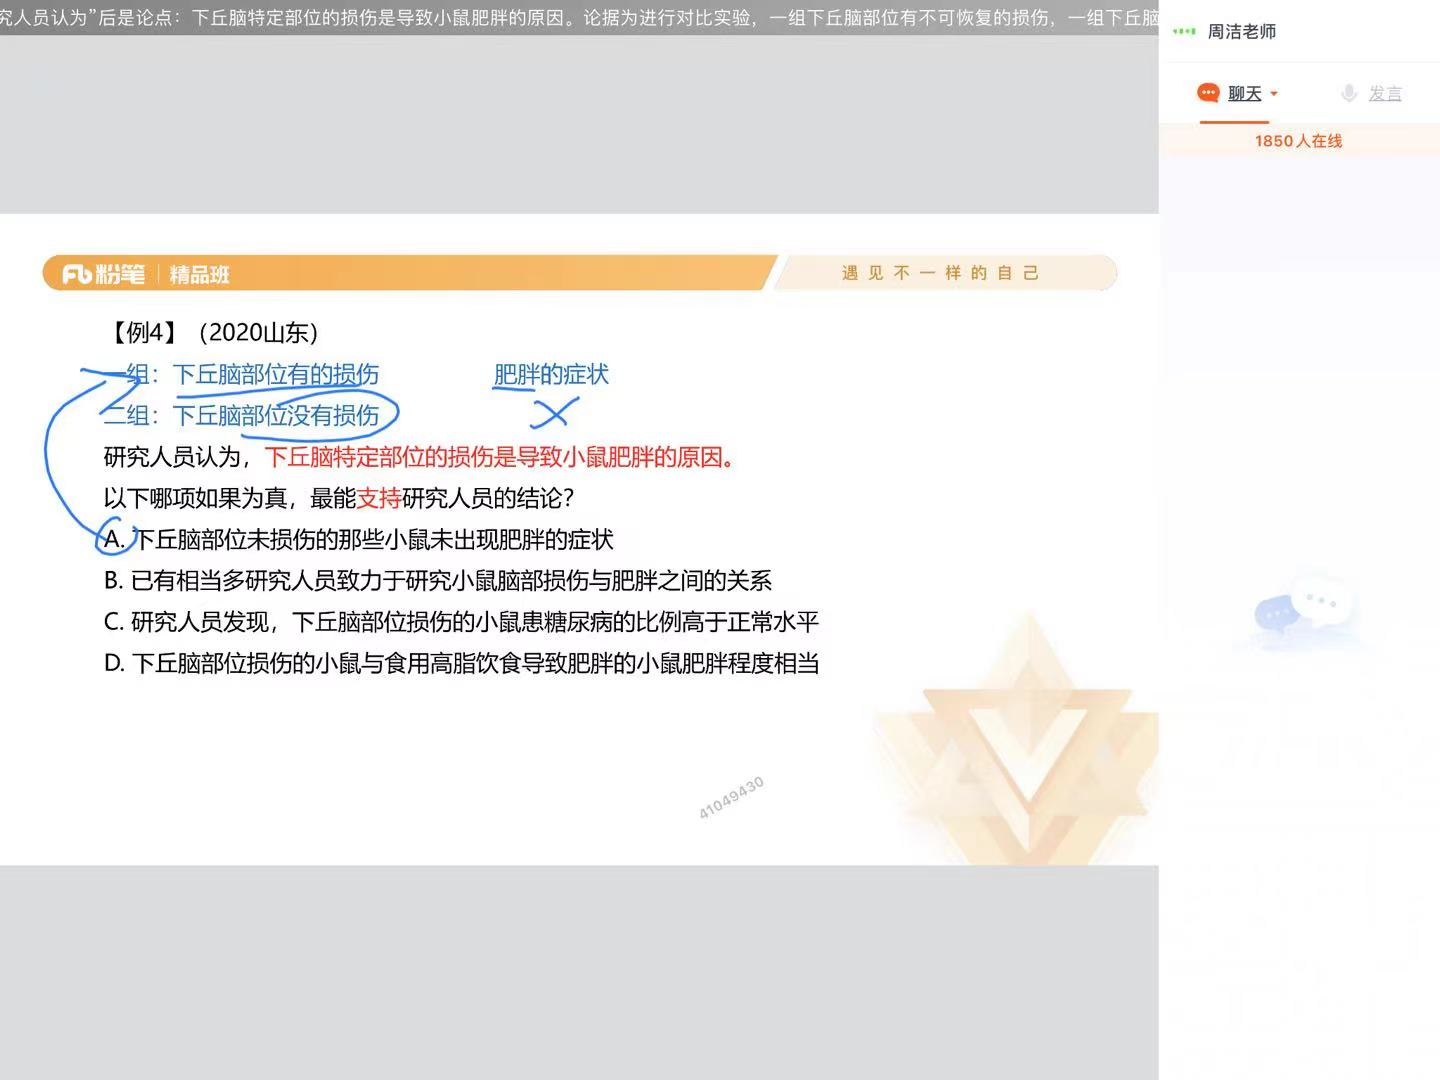 究人员认为”后是论点：下丘脑特定部位的损伤是导致小鼠肥胖的原因。论据为进行对比实验，一组下丘脑部位有不可恢复的损伤，一组下丘脑
周洁老师
聊天 发言
1850人在线
粉笔 精品班 遇见不一样的自己
【例4】（2020山东）
一组：下丘脑部位有的损伤 肥胖的症状
二组：下丘脑部位没有损伤
研究人员认为，下丘脑特定部位的损伤是导致小鼠肥胖的原因。
以下哪项如果为真，最能支持研究人员的结论？
A. 下丘脑部位未损伤的那些小鼠未出现肥胖的症状
B. 已有相当多研究人员致力于研究小鼠脑部损伤与肥胖之间的关系
C. 研究人员发现，下丘脑部位损伤的小鼠患糖尿病的比例高于正常水平
D. 下丘脑部位损伤的小鼠与食用高脂饮食导致肥胖的小鼠肥胖程度相当
41049430